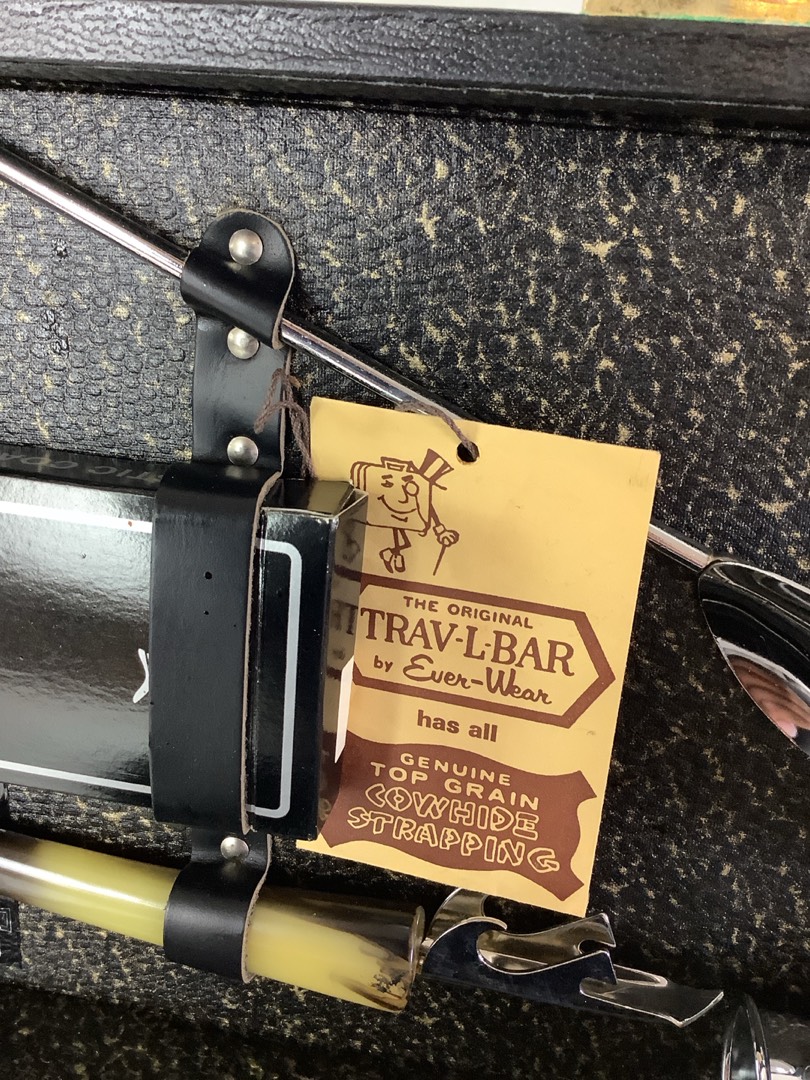 THE ORIGINAL
TRAV-L-BAR
by Ever-Wear
has all
GENUINE
TOP GRAIN
COWHIDE
STRAPPING